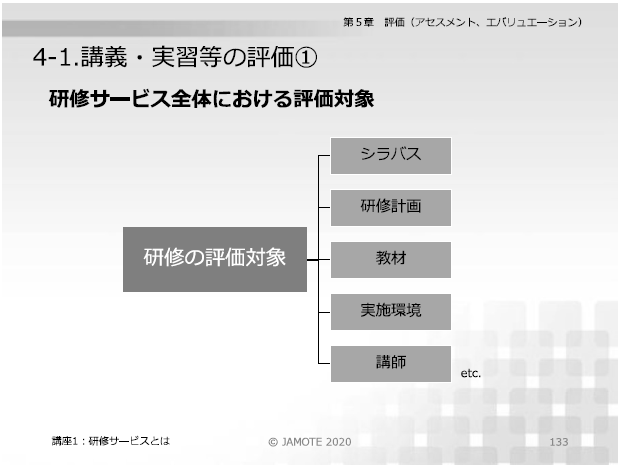 第5章 評価（アセスメント、エバリュエーション）
4-1.講義・実習等の評価①
研修サービス全体における評価対象
シラバス
研修計画
研修の評価対象
教材
実施環境
講師
etc.
講座1：研修サービスとは
© JAMOTE 2020
133